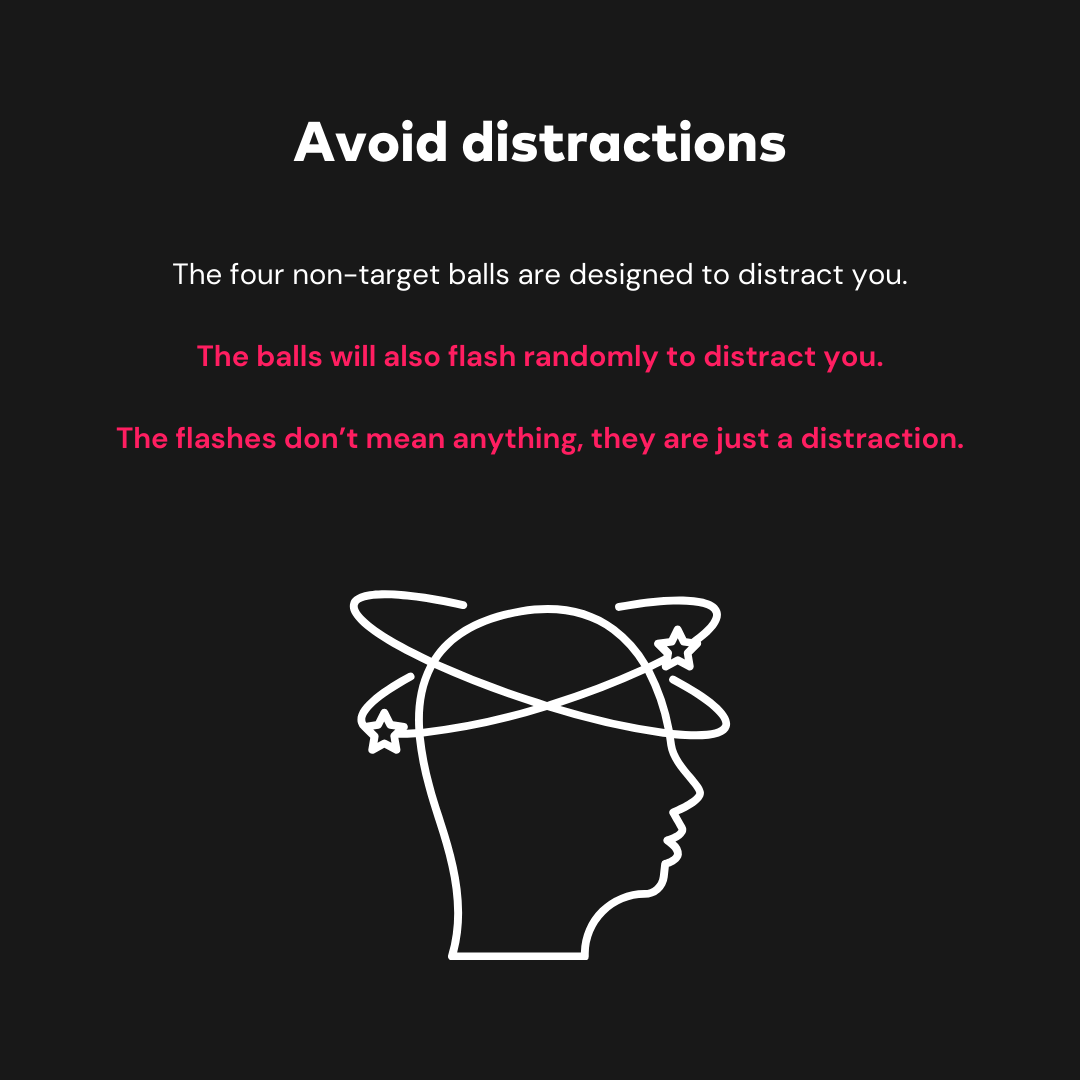 Avoid distractions
The four non-target balls are designed to distract you.
The balls will also flash randomly to distract you.
The flashes don’t mean anything, they are just a distraction.